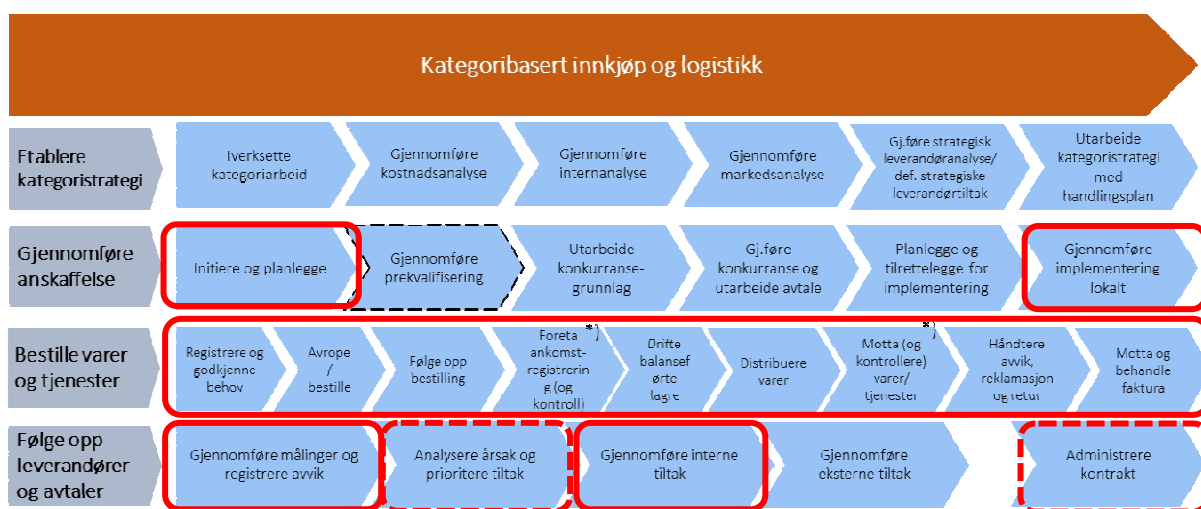 Kategoribasert innkjøp og logistikk
Etablere
kategoristrategi
Iverksette
kategoriarbeid
Gjennomføre
kostnadsanalyse
Gjennomføre
internanalyse
Gjennomføre
markedsanalyse
Gj.føre strategisk
leverandøranalyse/
def. strategiske
leverandørtiltak
Utarbeide
kategoristrategi
med
handlingsplan
Gjennomføre
anskaffelse
Initiere og planlegge
Gjennomføre
prekvalifisering
Utarbeide
konkurranse-
grunnlag
Gj.føre
konkurranse og
utarbeide avtale
Planlegge og
tilrettelegge for
implementering
Gjennomføre
implementering
lokalt
Bestille varer
og tjenester
Registrere og
godkjenne
behov
Avrope
/
bestille
Følge opp
bestilling
Foreta *)
ankomst-
registrerin
g (og
kontroll)
Drifte
balansef
ørte
lagre
Distribuere
varer
*)
Motta (og
kontrollere)
varer/
tjenester
Håndtere
avvik,
reklamasjon
og retur
Motta og
behandle
faktura
Følge opp
leverandører
og avtaler
Gjennomføre målinger og
registrere avvik
Analysere årsak og
prioritere tiltak
Gjennomføre interne
tiltak
Gjennomføre
eksterne tiltak
Administrere
kontrakt